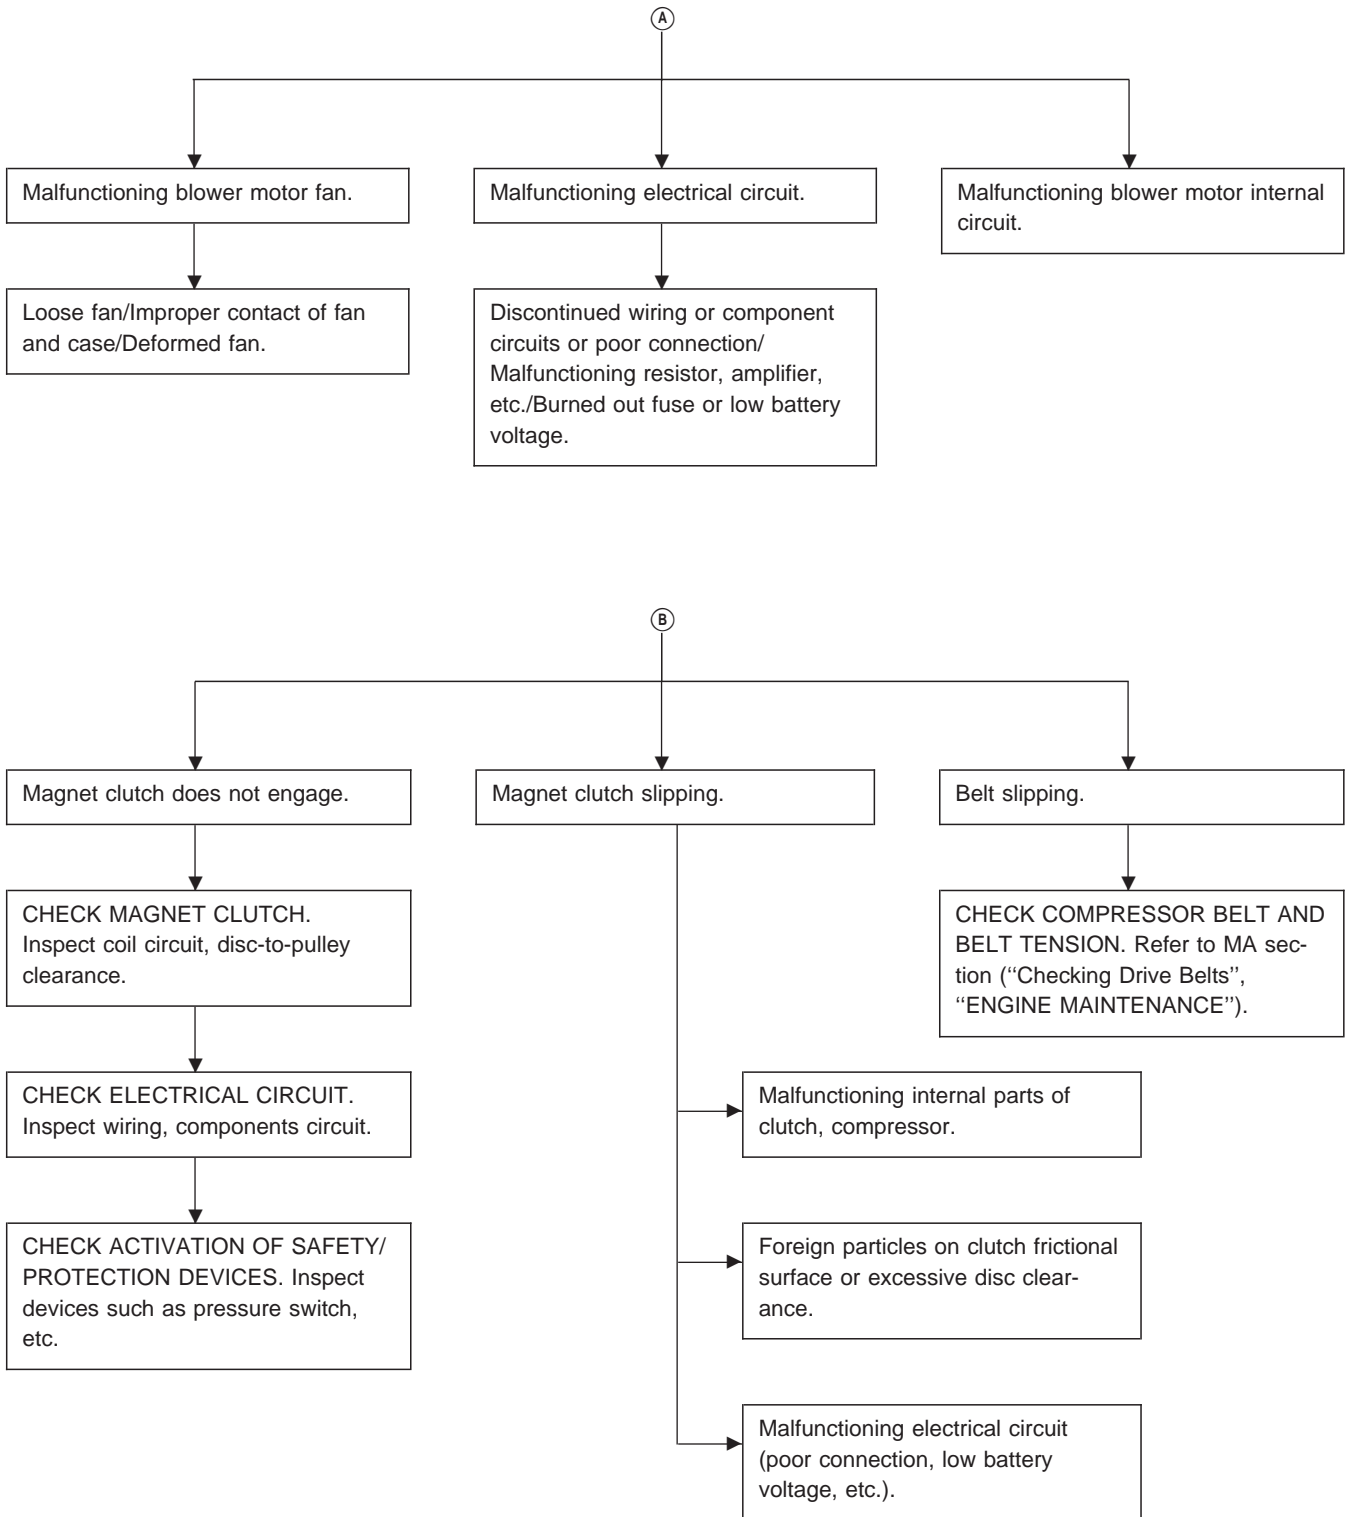 A
Malfunctioning blower motor fan.
Malfunctioning electrical circuit.
Malfunctioning blower motor internal
circuit.
Loose fan/Improper contact of fan
and case/Deformed fan.
Discontinued wiring or component
circuits or poor connection/
Malfunctioning resistor, amplifier,
etc./Burned out fuse or low battery
voltage.
B
Magnet clutch does not engage.
Magnet clutch slipping.
Belt slipping.
CHECK MAGNET CLUTCH.
Inspect coil circuit, disc-to-pulley
clearance.
CHECK COMPRESSOR BELT AND
BELT TENSION. Refer to MA sec-
tion (‘‘Checking Drive Belts’’,
‘‘ENGINE MAINTENANCE’’).
CHECK ELECTRICAL CIRCUIT.
Inspect wiring, components circuit.
Malfunctioning internal parts of
clutch, compressor.
CHECK ACTIVATION OF SAFETY/
PROTECTION DEVICES. Inspect
devices such as pressure switch,
etc.
Foreign particles on clutch frictional
surface or excessive disc clear-
ance.
Malfunctioning electrical circuit
(poor connection, low battery
voltage, etc.).